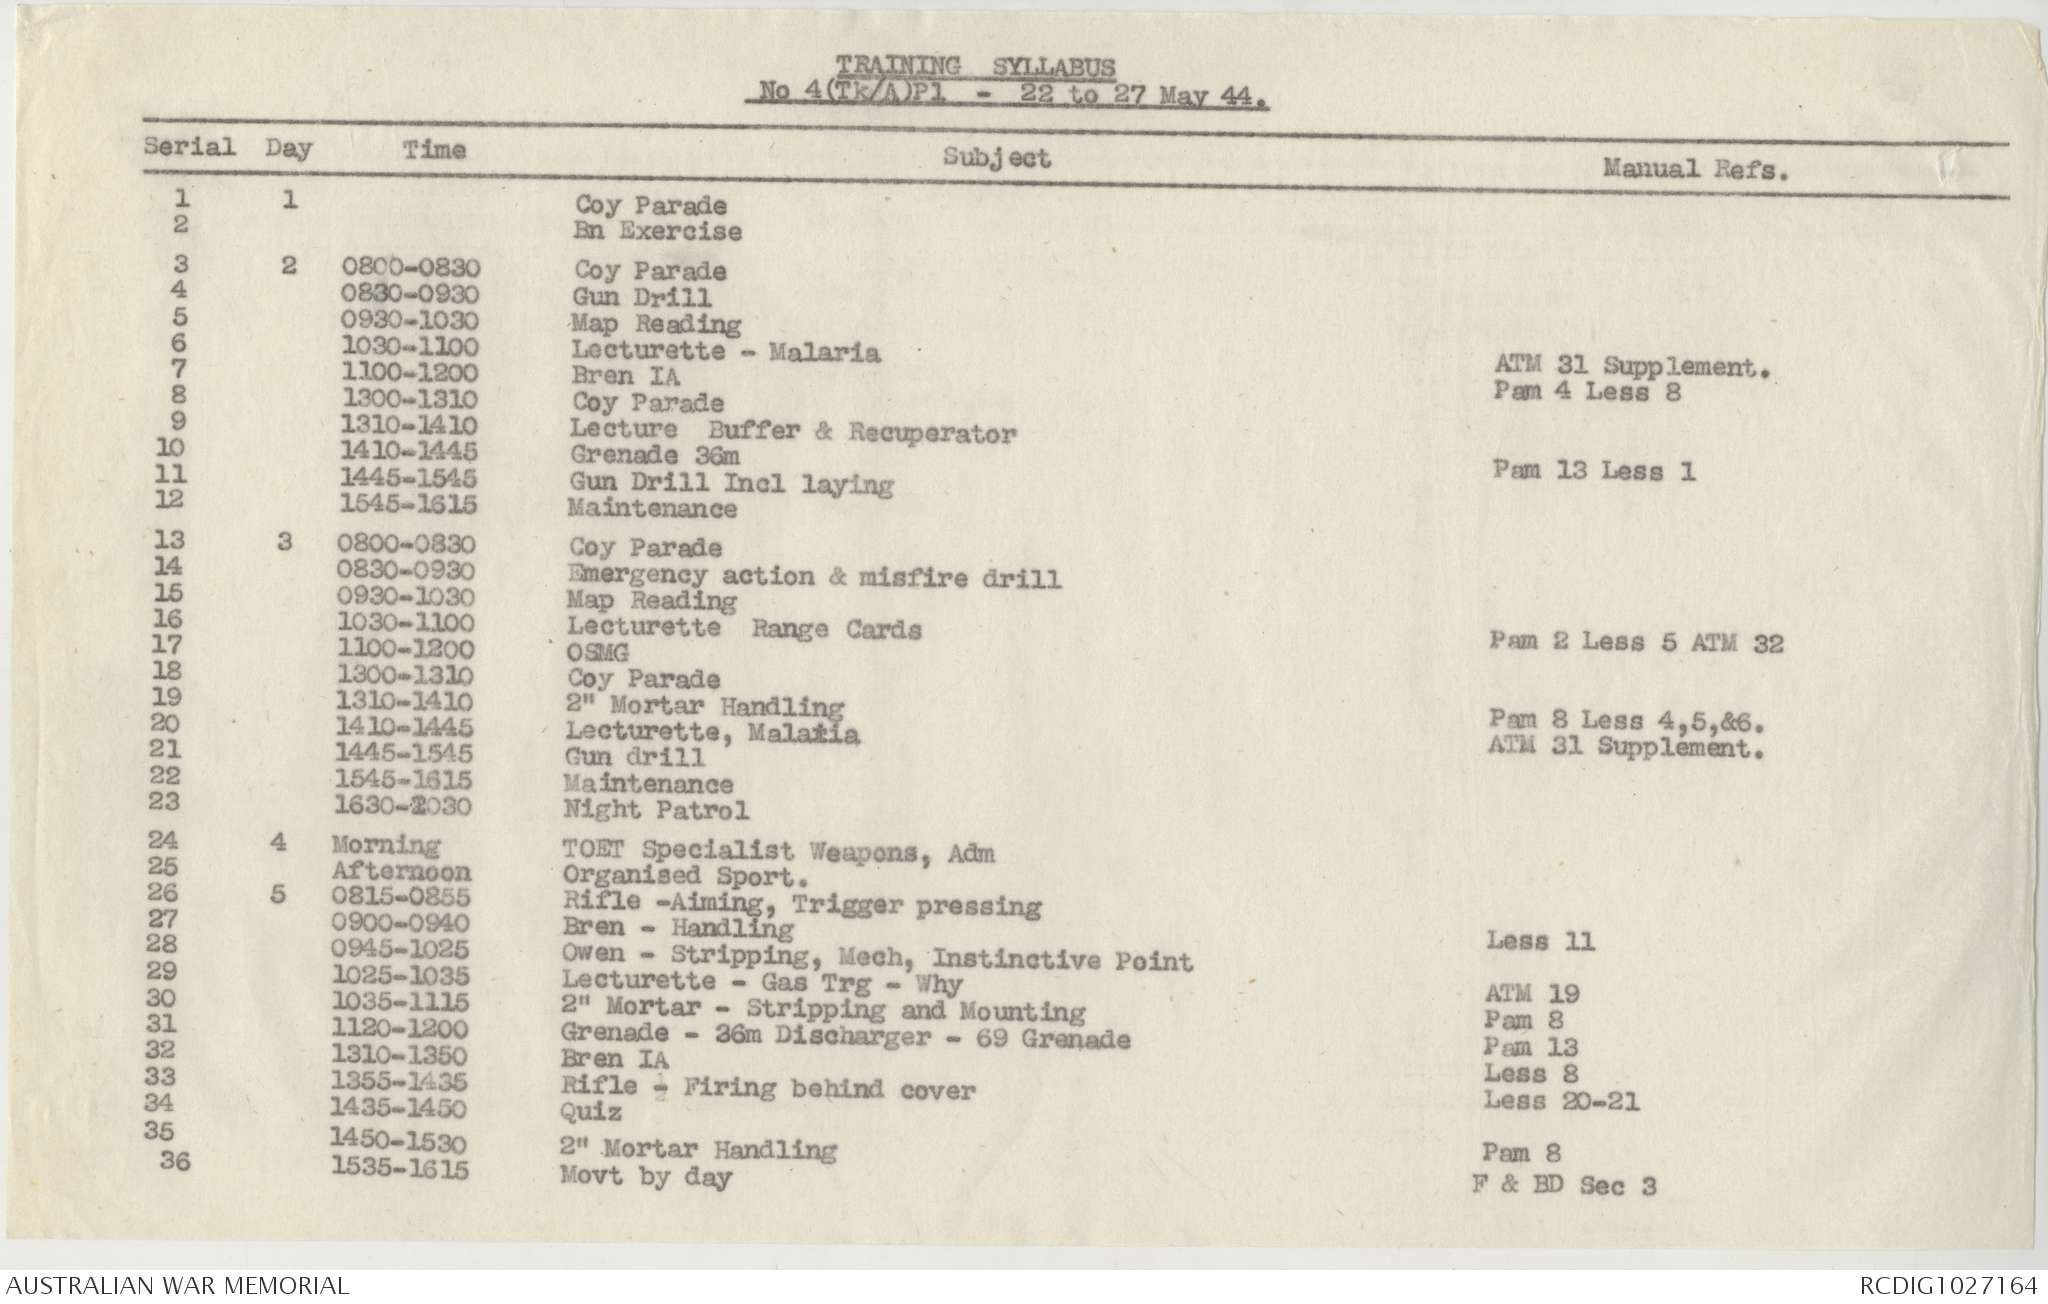 TRAINING SYLLABUS
No 4(Tk/A)Pl - 22 to 27 May 44.
Serial Day Time Subject Manual Refs.
1 1 Coy Parade
2 Bn Exercise
3 2 0800-0830 Coy Parade
4 0830-0930 Gun Drill
5 0930-1030 Map Reading
6 1030-1100 Lecturette - Malaria ATM 31 Supplement.
7 1100-1200 Bren IA Pam 4 Less 8
8 1300-1310 Coy Parade
9 1310-1410 Lecture Buffer & Recuperator
10 1410-1445 Grenade 36m Pam 13 Less 1
11 1445-1545 Gun Drill Incl laying
12 1545-1615 Maintenance
13 3 0800-0830 Coy Parade
14 0830-0930 Emergency action & misfire drill
15 0930-1030 Map Reading
16 1030-1100 Lecturette Range Cards Pam 2 Less 5 ATM 32
17 1100-1200 OSMG
18 1300-1310 Coy Parade
19 1310-1410 2" Mortar Handling Pam 8 Less 4,5,&6.
20 1410-1445 Lecturette, Malaria ATM 31 Supplement.
21 1445-1545 Gun drill
22 1545-1615 Maintenance
23 1630-2030 Night Patrol
24 4 Morning TOET Specialist Weapons, Adm
25 Afternoon Organised Sport.
26 5 0815-0855 Rifle -Aiming, Trigger pressing
27 0900-0940 Bren - Handling Less 11
28 0945-1025 Owen - Stripping, Mech, Instinctive Point
29 1025-1035 Lecturette - Gas Trg - Why ATM 19
30 1035-1115 2" Mortar - Stripping and Mounting Pam 8
31 1120-1200 Grenade - 36m Discharger - 69 Grenade Pam 13
32 1310-1350 Bren IA Less 8
33 1355-1435 Rifle - Firing behind cover Less 20-21
34 1435-1450 Quiz
35 1450-1530 2" Mortar Handling Pam 8
36 1535-1615 Movt by day F & BD Sec 3
AUSTRALIAN WAR MEMORIAL RCDIG1027164